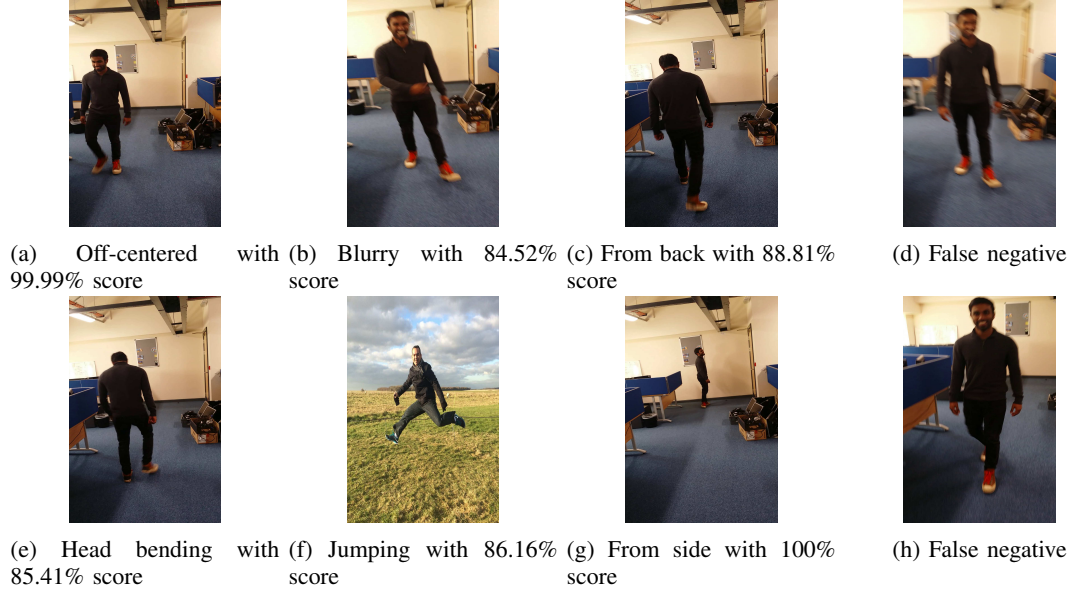 (a) Off-centered with
99.99% score
(b) Blurry with 84.52%
score
(c) From back with 88.81%
score
(d) False negative
(e) Head bending with
85.41% score
(f) Jumping with 86.16%
score
(g) From side with 100%
score
(h) False negative